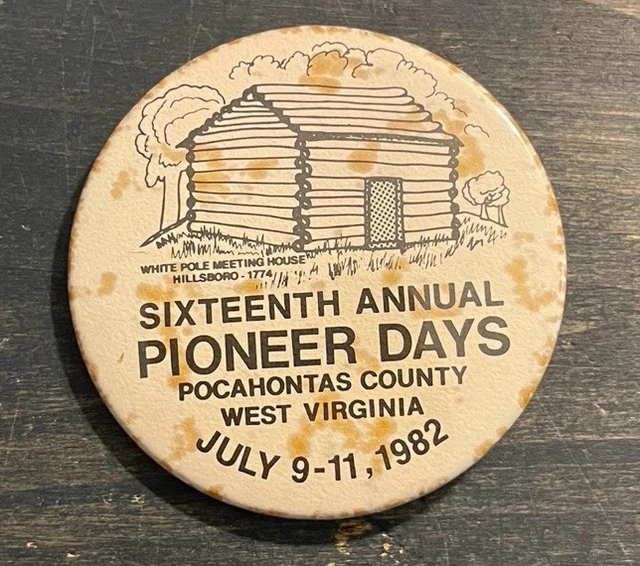 WHITE POLE MEETING HOUSE
HILLSBORO - 1774
SIXTEENTH ANNUAL
PIONEER DAYS
POCAHONTAS COUNTY
WEST VIRGINIA
JULY 9-11, 1982